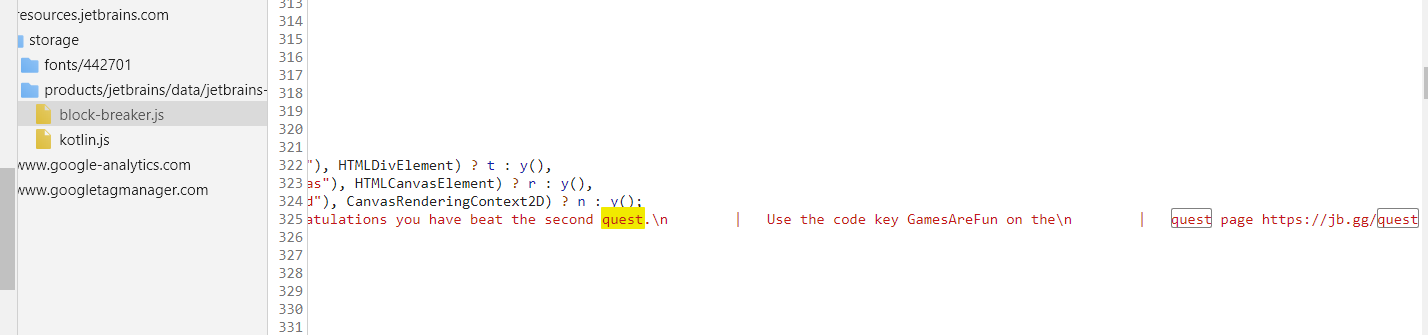 resources.jetbrains.com
storage
fonts/442701
products/jetbrains/data/jetbrains-
block-breaker.js
kotlin.js
www.google-analytics.com
www.googletagmanager.com
313
314
315
316
317
318
319
320
321
322 "), HTMLDivElement) ? t : y(),
323 as"), HTMLCanvasElement) ? r : y(),
324 d"), CanvasRenderingContext2D) ? n : y();
325 atulations you have beat the second quest.\n | Use the code key GamesAreFun on the\n | quest page https://jb.gg/quest
326
327
328
329
330
331